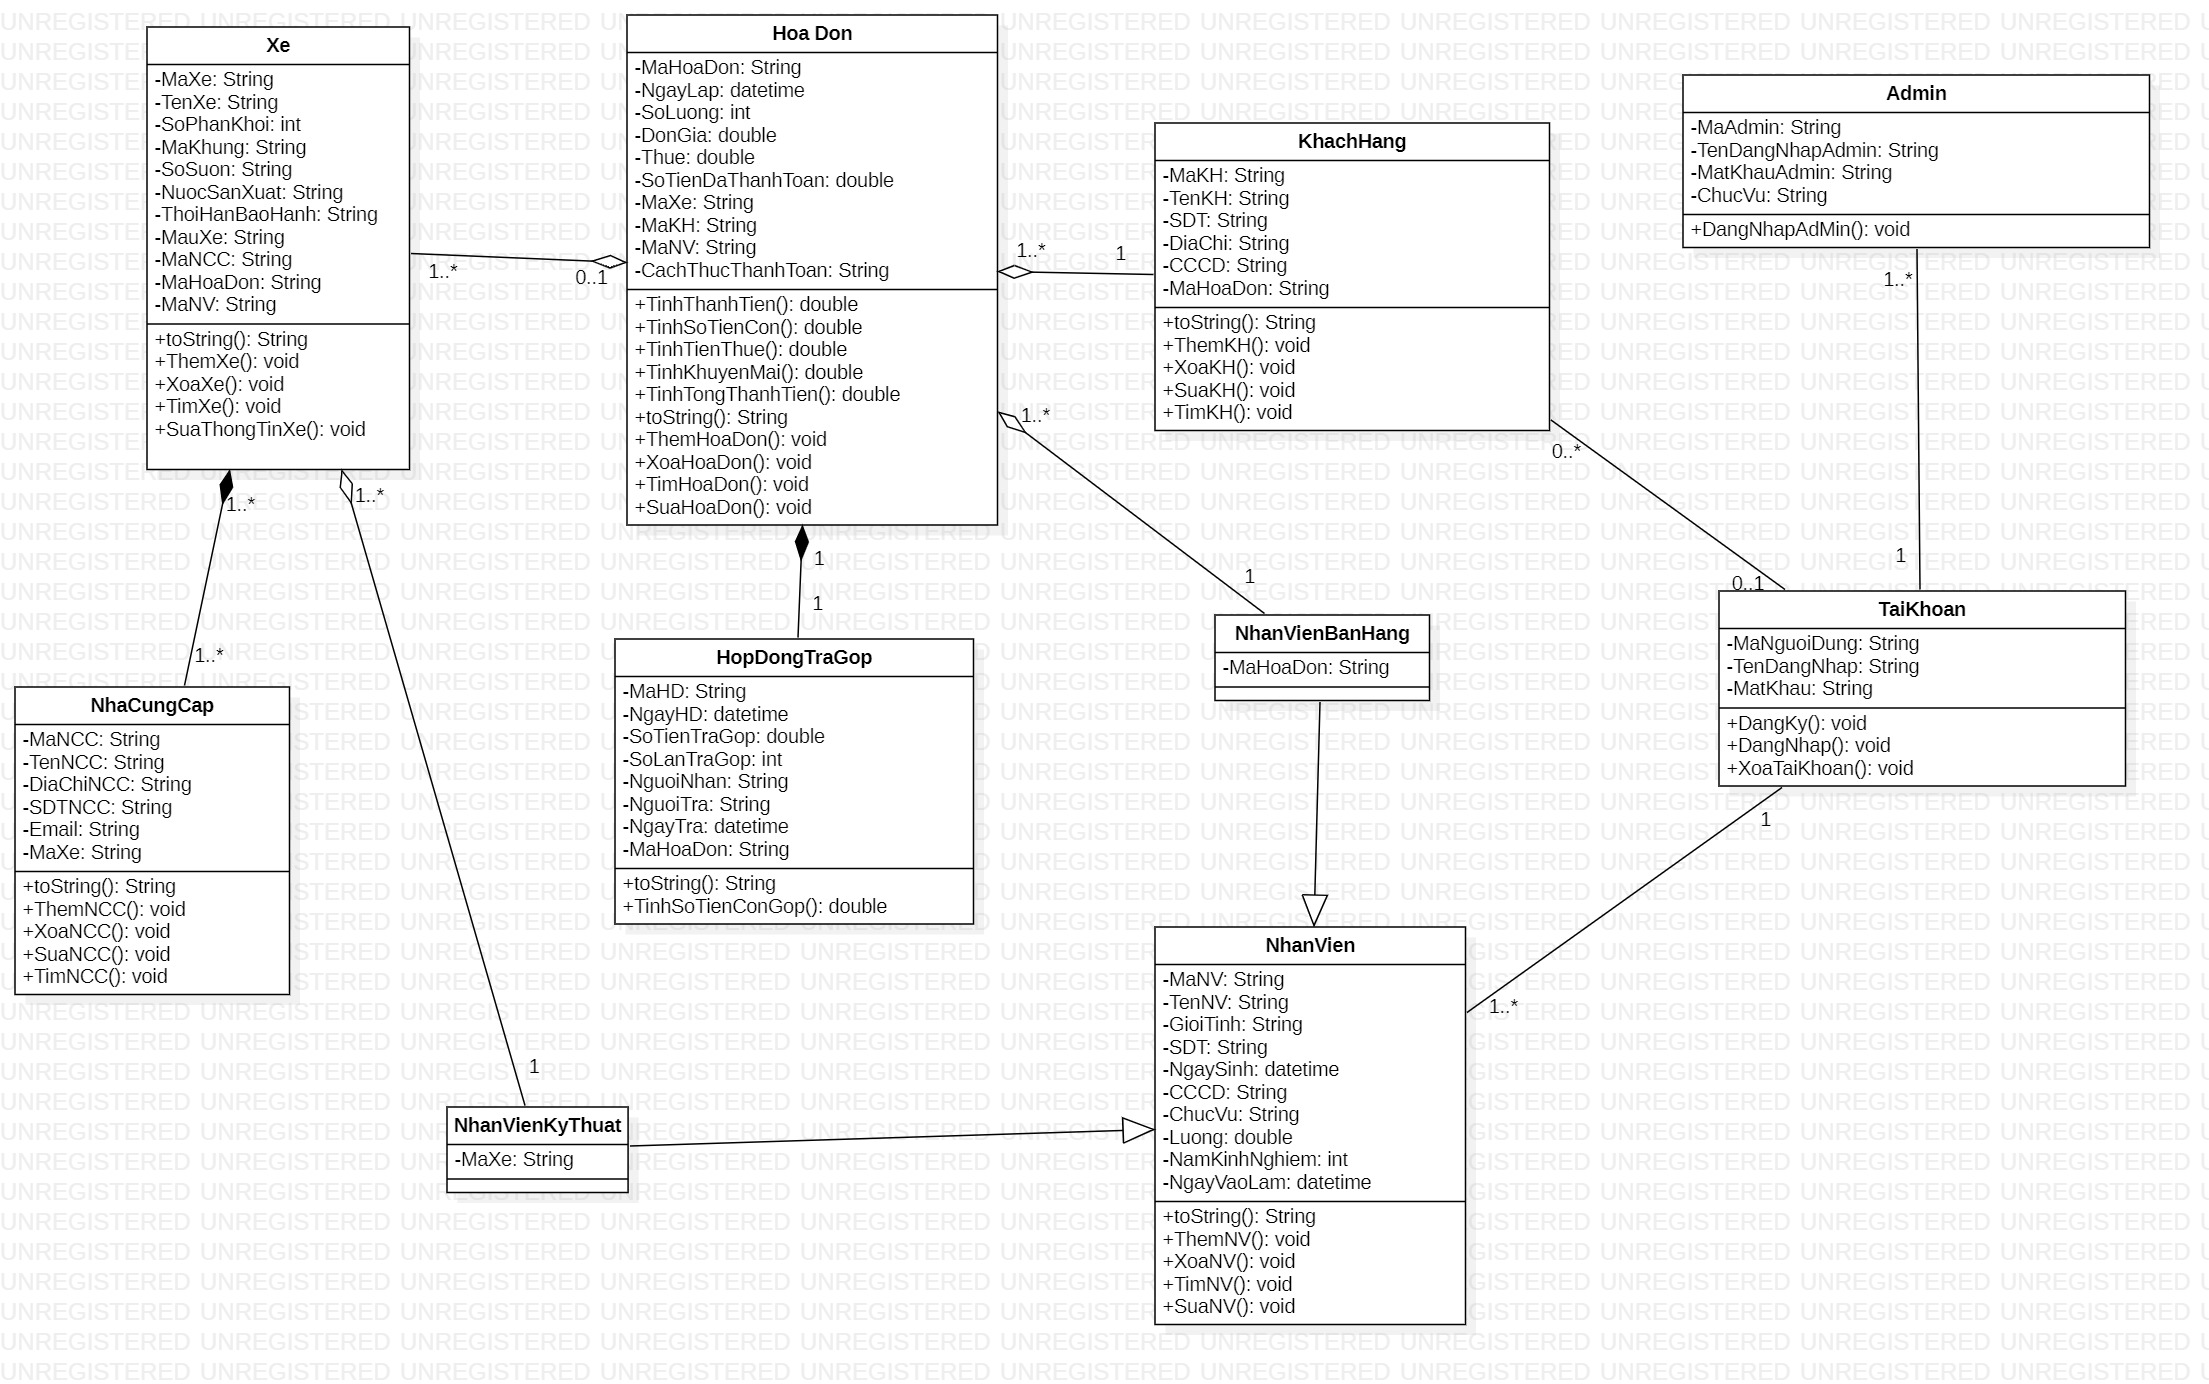 Xe
-MaXe: String
-TenXe: String
-SoPhanKhoi: int
-MaKhung: String
-SoSuon: String
-NuocSanXuat: String
-ThoiHanBaoHanh: String
-MauXe: String
-MaNCC: String
-MaHoaDon: String
-MaNV: String
+toString(): String
+ThemXe(): void
+XoaXe(): void
+TimXe(): void
+SuaThongTinXe(): void
1..*
0..1
Hoa Don
-MaHoaDon: String
-NgayLap: datetime
-SoLuong: int
-DonGia: double
-Thue: double
-SoTienDaThanhToan: double
-MaXe: String
-MaKH: String
-MaNV: String
-CachThucThanhToan: String
+TinhThanhTien(): double
+TinhSoTienCon(): double
+TinhTienThue(): double
+TinhKhuyenMai(): double
+TinhTongThanhTien(): double
+toString(): String
+ThemHoaDon(): void
+XoaHoaDon(): void
+TimHoaDon(): void
+SuaHoaDon(): void
1..*
1
KhachHang
-MaKH: String
-TenKH: String
-SDT: String
-DiaChi: String
-CCCD: String
-MaHoaDon: String
+toString(): String
+ThemKH(): void
+XoaKH(): void
+SuaKH(): void
+TimKH(): void
Admin
-MaAdmin: String
-TenDangNhapAdmin: String
-MatKhauAdmin: String
-ChucVu: String
+DangNhapAdMin(): void
1..*
1
0..*
0..1
1..*
1
1..*
1..*
1..*
1
1
1
NhaCungCap
-MaNCC: String
-TenNCC: String
-DiaChiNCC: String
-SDTNCC: String
-Email: String
-MaXe: String
+toString(): String
+ThemNCC(): void
+XoaNCC(): void
+SuaNCC(): void
+TimNCC(): void
HopDongTraGop
-MaHD: String
-NgayHD: datetime
-SoTienTraGop: double
-SoLanTraGop: int
-NguoiNhan: String
-NguoiTra: String
-NgayTra: datetime
-MaHoaDon: String
+toString(): String
+TinhSoTienConGop(): double
NhanVienBanHang
-MaHoaDon: String
TaiKhoan
-MaNguoiDung: String
-TenDangNhap: String
-MatKhau: String
+DangKy(): void
+DangNhap(): void
+XoaTaiKhoan(): void
1
1..*
NhanVienKyThuat
-MaXe: String
NhanVien
-MaNV: String
-TenNV: String
-GioiTinh: String
-SDT: String
-NgaySinh: datetime
-CCCD: String
-ChucVu: String
-Luong: double
-NamKinhNghiem: int
-NgayVaoLam: datetime
+toString(): String
+ThemNV(): void
+XoaNV(): void
+TimNV(): void
+SuaNV(): void
UNREGISTERED